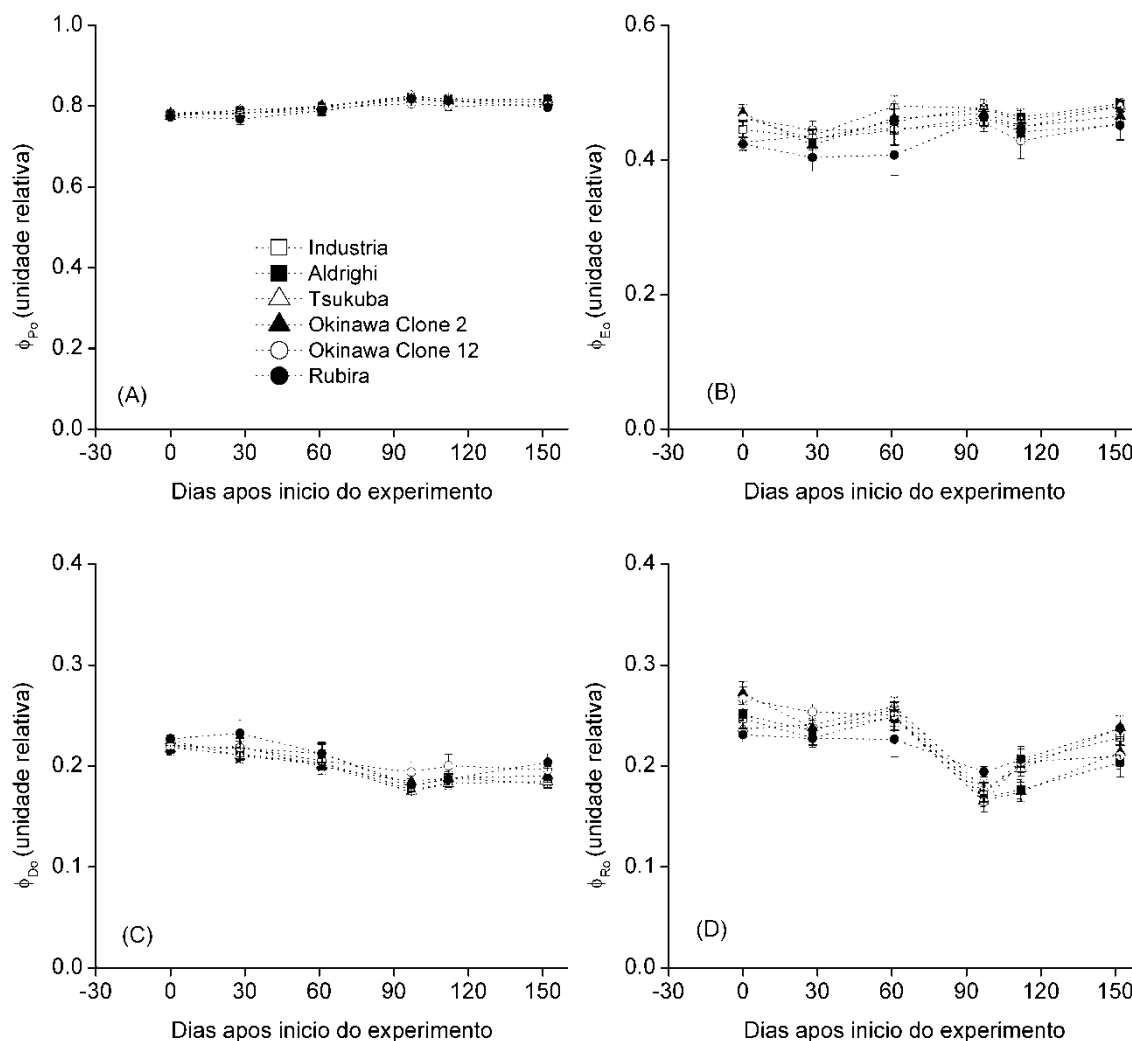 1.0
0.8
0.6
0.4
0.2
0.0
ϕPo (unidade relativa)
Industria
Aldrighi
Tsukuba
Okinawa Clone 2
Okinawa Clone 12
Rubira
(A)
-30 0 30 60 90 120 150
Dias apos inicio do experimento
0.6
0.4
0.2
0.0
ϕEo (unidade relativa)
(B)
-30 0 30 60 90 120 150
Dias apos inicio do experimento
0.4
0.3
0.2
0.1
0.0
ϕDo (unidade relativa)
(C)
-30 0 30 60 90 120 150
Dias apos inicio do experimento
0.4
0.3
0.2
0.1
0.0
ϕRo (unidade relativa)
(D)
-30 0 30 60 90 120 150
Dias apos inicio do experimento